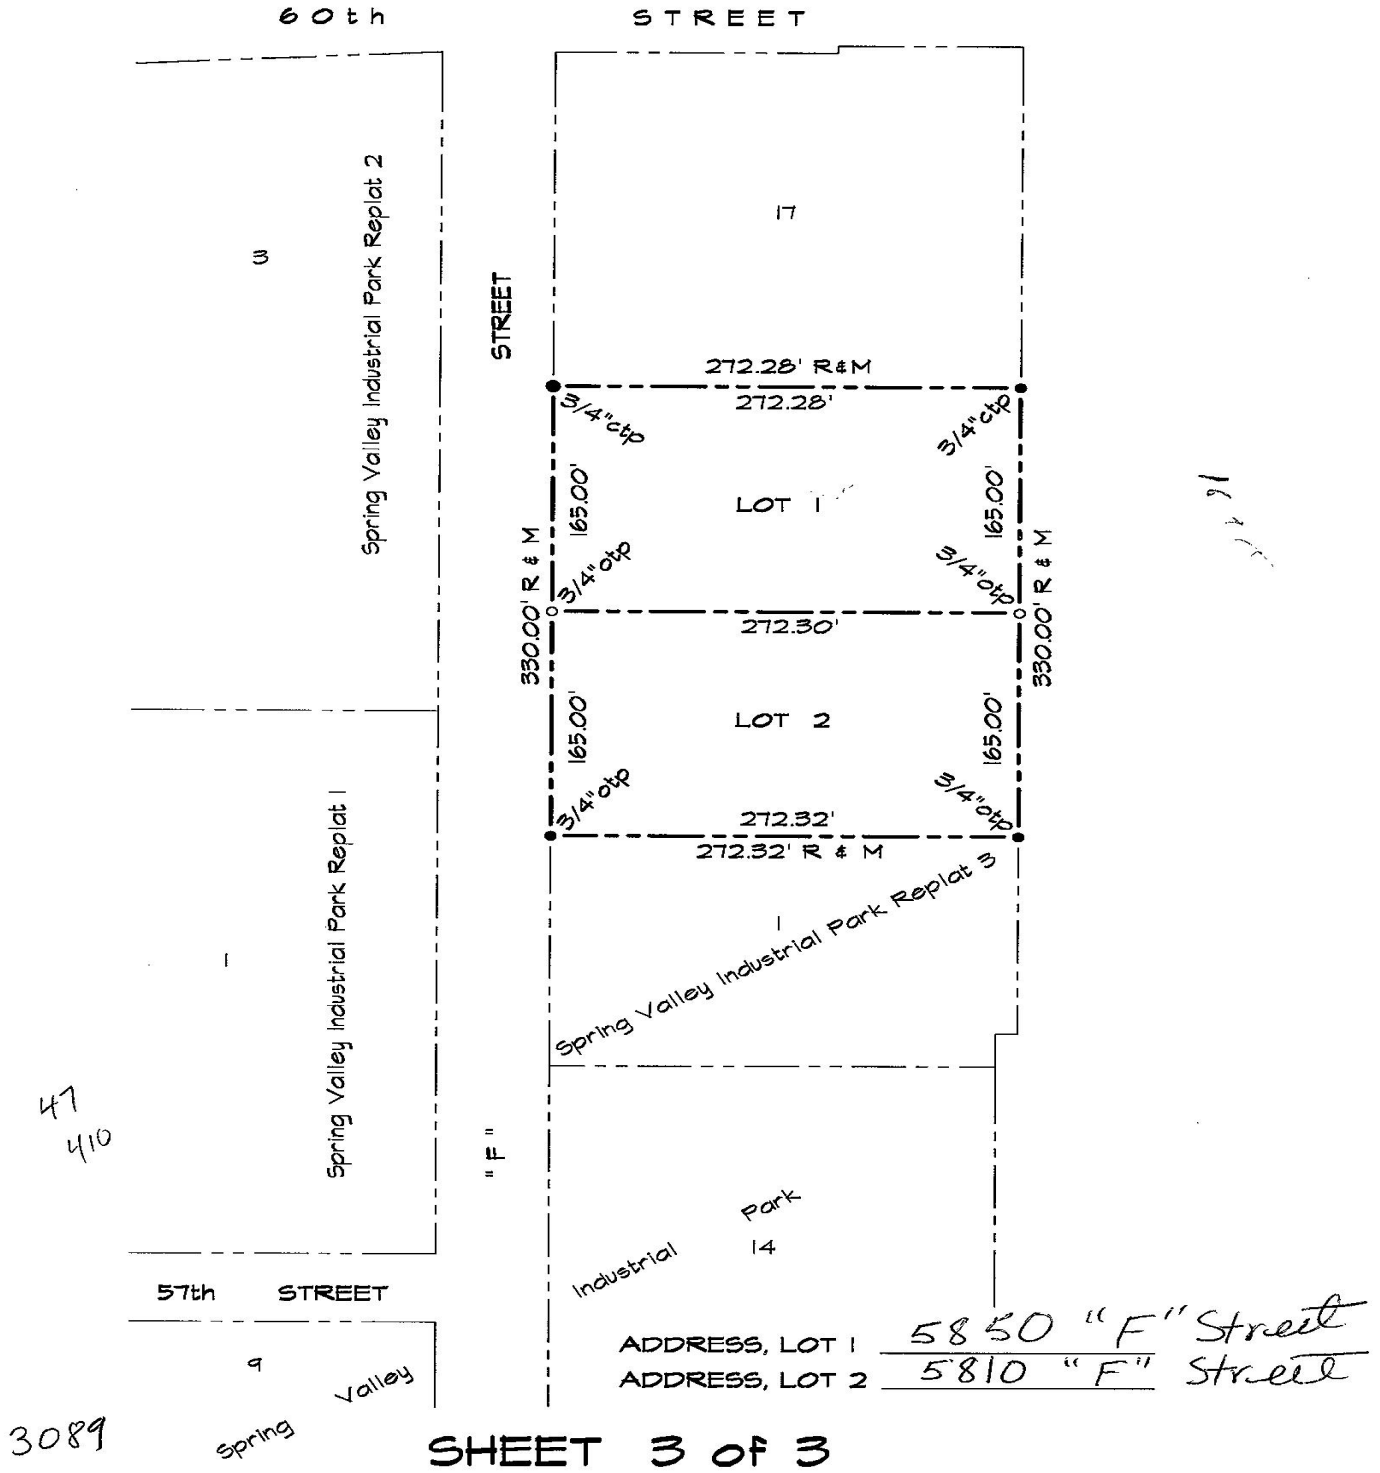 60th STREET
17
3
Spring Valley Industrial Park Replat 2
STREET
272.28' R&M
272.28'
3/4"ctp
3/4"ctp
165.00'
LOT 1
165.00'
330.00' R & M
3/4"otp
3/4"otp
330.00' R & M
272.30'
165.00'
LOT 2
165.00'
3/4"otp
3/4"otp
272.32'
272.32' R & M
Spring Valley Industrial Park Replat 3
1
Spring Valley Industrial Park Replat 1
1
47
410
"F"
Park
Industrial
14
57th STREET
ADDRESS, LOT 1 5850 "F" Street
ADDRESS, LOT 2 5810 "F" Street
9
Valley
Spring
3089
SHEET 3 of 3